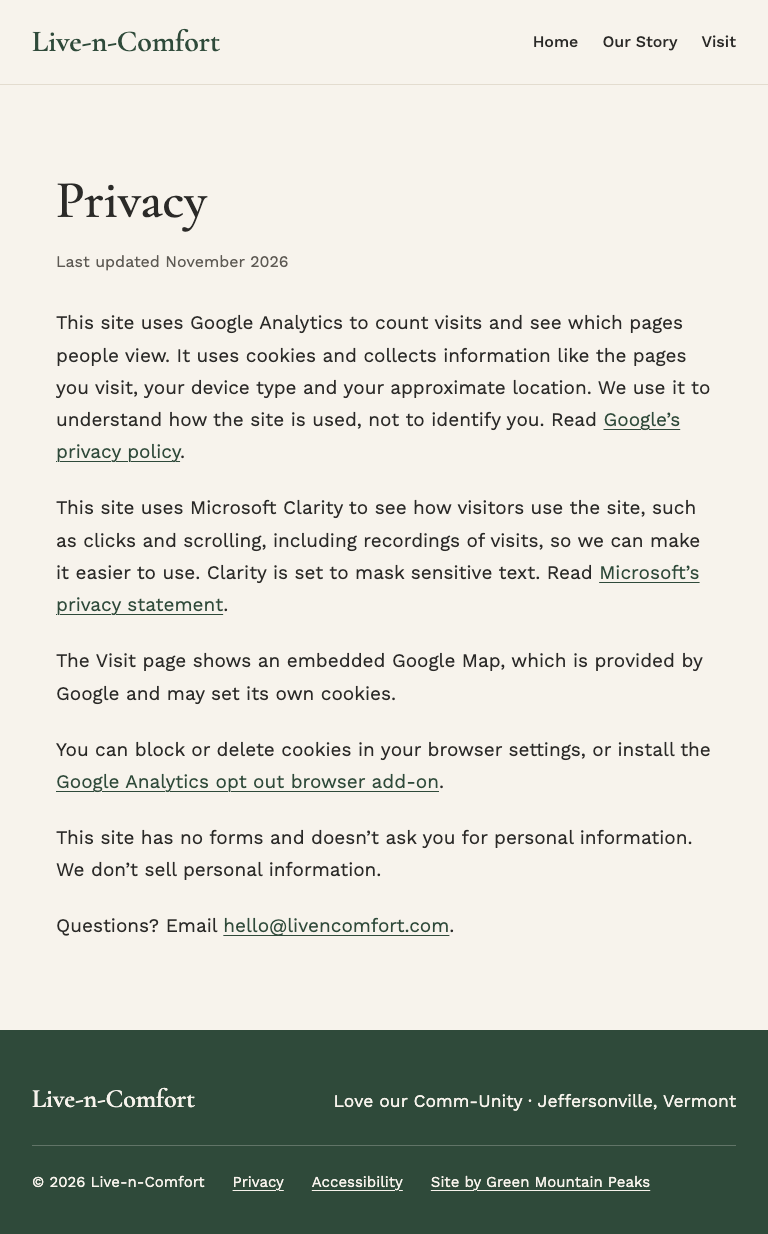 Live-n-Comfort
Home Our Story Visit
Privacy
Last updated November 2026
This site uses Google Analytics to count visits and see which pages
people view. It uses cookies and collects information like the pages
you visit, your device type and your approximate location. We use it to
understand how the site is used, not to identify you. Read Google’s
privacy policy.
This site uses Microsoft Clarity to see how visitors use the site, such
as clicks and scrolling, including recordings of visits, so we can make
it easier to use. Clarity is set to mask sensitive text. Read Microsoft’s
privacy statement.
The Visit page shows an embedded Google Map, which is provided by
Google and may set its own cookies.
You can block or delete cookies in your browser settings, or install the
Google Analytics opt out browser add-on.
This site has no forms and doesn’t ask you for personal information.
We don’t sell personal information.
Questions? Email hello@livencomfort.com.
Live-n-Comfort
Love our Comm-Unity · Jeffersonville, Vermont
© 2026 Live-n-Comfort Privacy Accessibility Site by Green Mountain Peaks